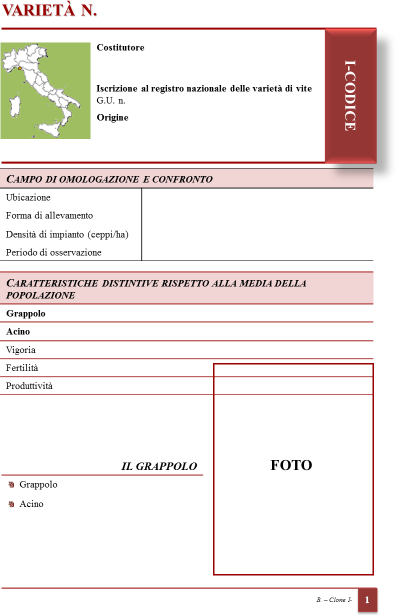 VARIETÀ N.
Costitutore
Iscrizione al registro nazionale delle varietà di vite
G.U. n.
Origine
I-CODICE
CAMPO DI OMOLOGAZIONE E CONFRONTO
Ubicazione
Forma di allevamento
Densità di impianto (ceppi/ha)
Periodo di osservazione
CARATTERISTICHE DISTINTIVE RISPETTO ALLA MEDIA DELLA
POPOLAZIONE
Grappolo
Acino
Vigoria
Fertilità
Produttività
IL GRAPPOLO
Grappolo
Acino
FOTO
B. – Clone I- 1